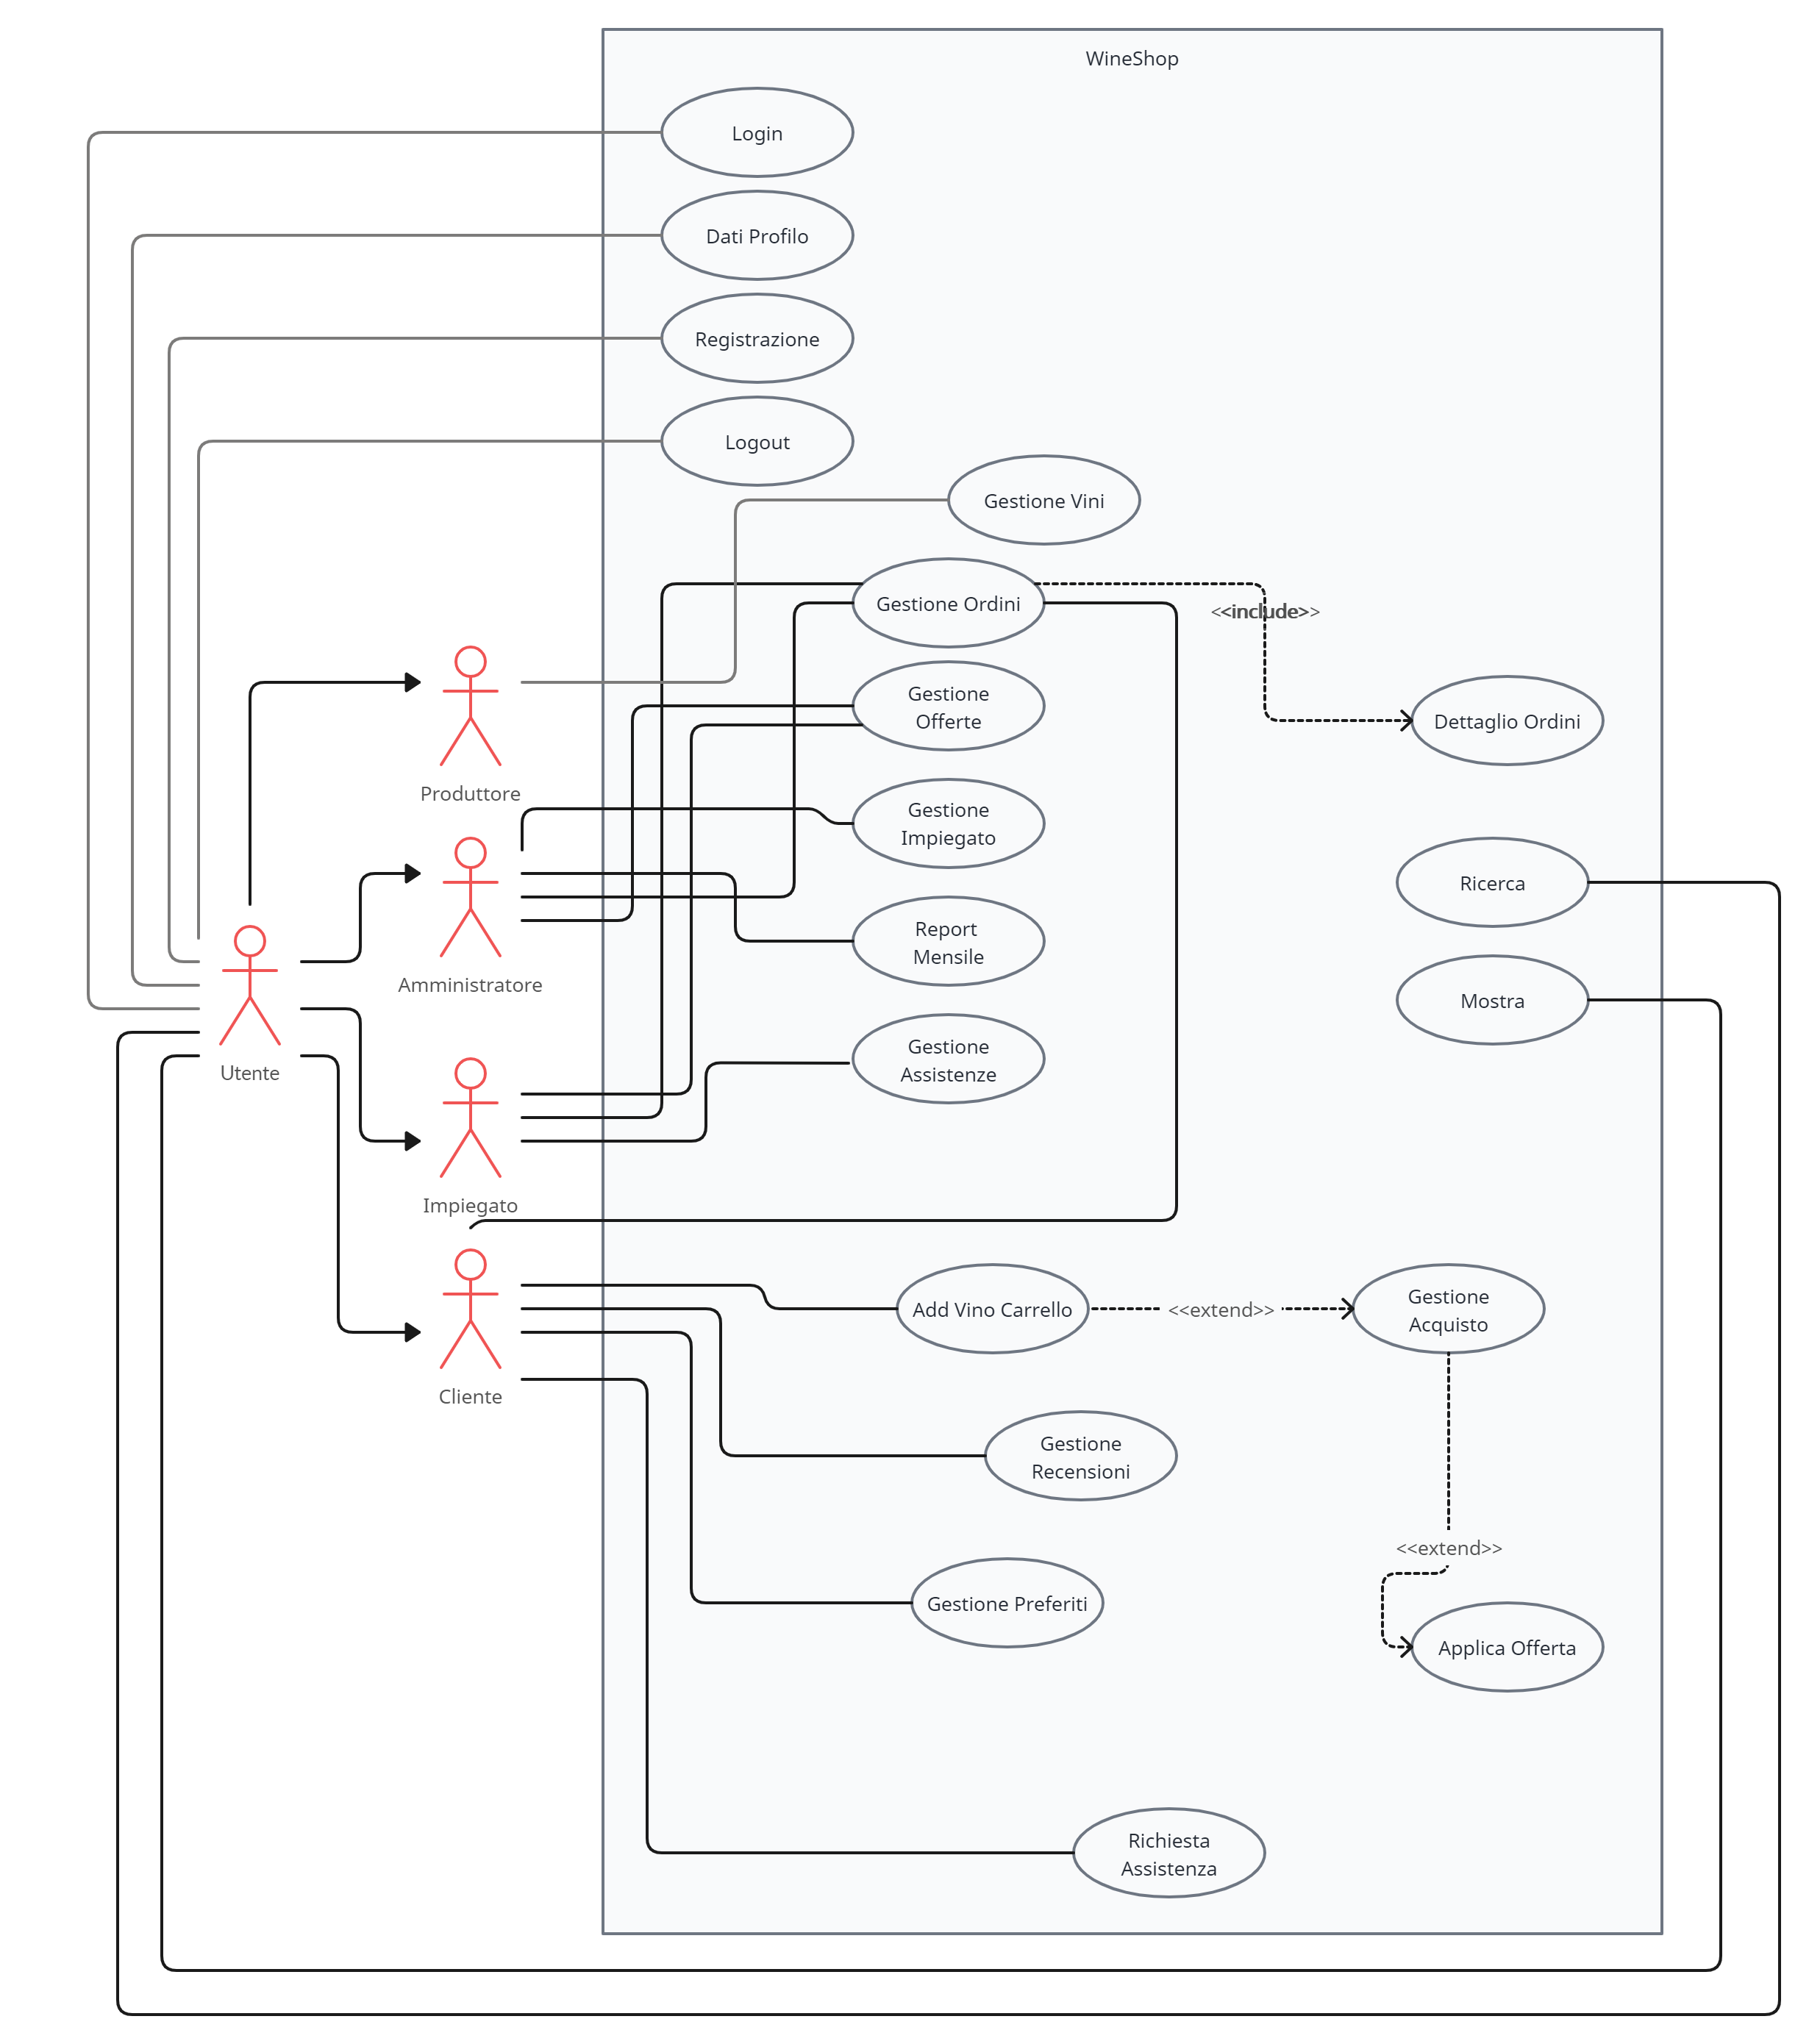 WineShop
Login
Dati Profilo
Registrazione
Logout
Gestione Vini
Gestione Ordini
<<include>>
Gestione
Offerte
Dettaglio Ordini
Produttore
Gestione
Impiegato
Ricerca
Report
Mensile
Amministratore
Mostra
Gestione
Assistenze
Utente
Impiegato
Add Vino Carrello
<<extend>>
Gestione
Acquisto
Cliente
Gestione
Recensioni
<<extend>>
Gestione Preferiti
Applica Offerta
Richiesta
Assistenza